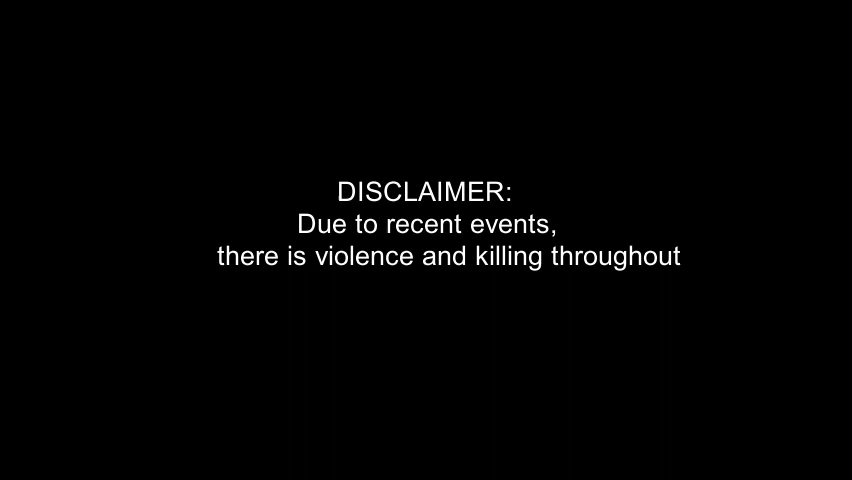 DISCLAIMER:
Due to recent events,
there is violence and killing throughout